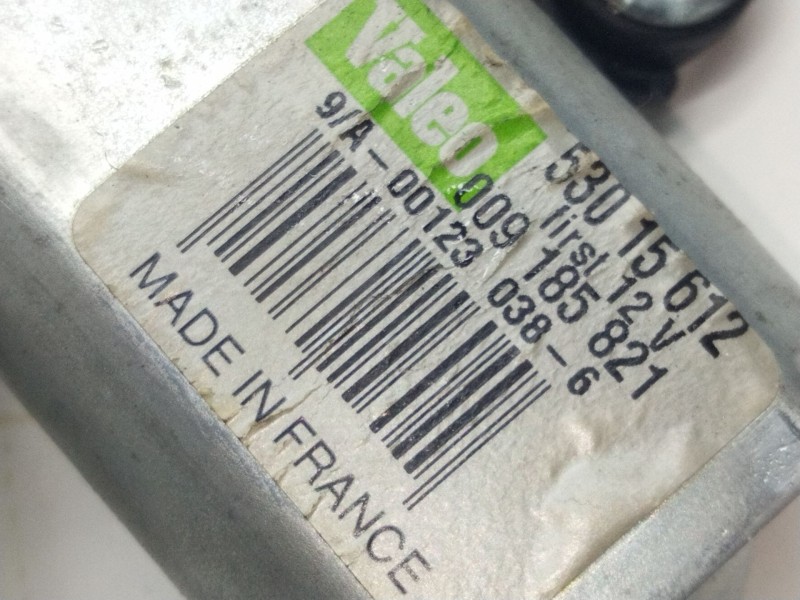 Valeo
530 15 612
first 12 V
009 185 821
9/A-00123 038-6
MADE IN FRANCE